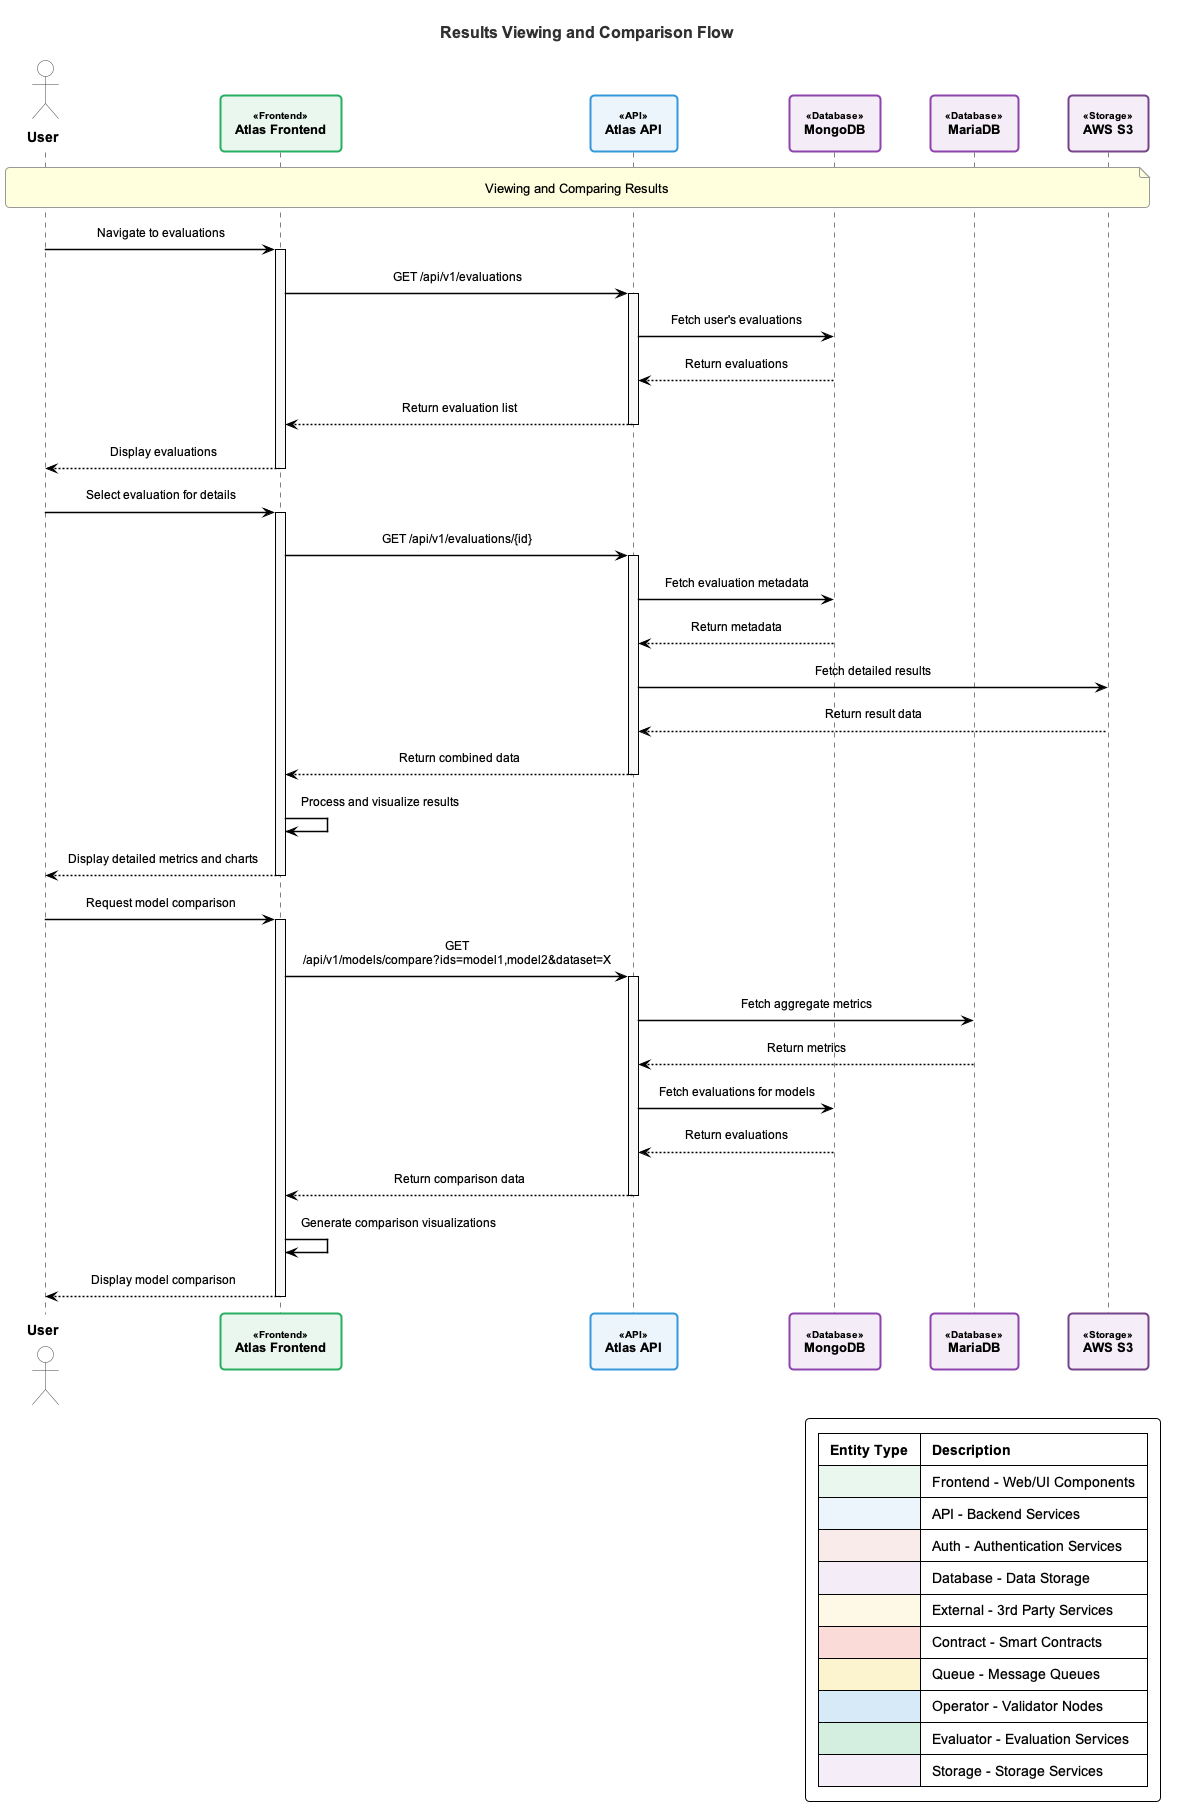 Results Viewing and Comparison Flow
User
«Frontend»
Atlas Frontend
«API»
Atlas API
«Database»
MongoDB
«Database»
MariaDB
«Storage»
AWS S3
Viewing and Comparing Results
Navigate to evaluations
GET /api/v1/evaluations
Fetch user's evaluations
Return evaluations
Return evaluation list
Display evaluations
Select evaluation for details
GET /api/v1/evaluations/{id}
Fetch evaluation metadata
Return metadata
Fetch detailed results
Return result data
Return combined data
Process and visualize results
Display detailed metrics and charts
Request model comparison
GET
/api/v1/models/compare?ids=model1,model2&dataset=X
Fetch aggregate metrics
Return metrics
Fetch evaluations for models
Return evaluations
Return comparison data
Generate comparison visualizations
Display model comparison
User
«Frontend»
Atlas Frontend
«API»
Atlas API
«Database»
MongoDB
«Database»
MariaDB
«Storage»
AWS S3
Entity Type Description
Frontend - Web/UI Components
API - Backend Services
Auth - Authentication Services
Database - Data Storage
External - 3rd Party Services
Contract - Smart Contracts
Queue - Message Queues
Operator - Validator Nodes
Evaluator - Evaluation Services
Storage - Storage Services